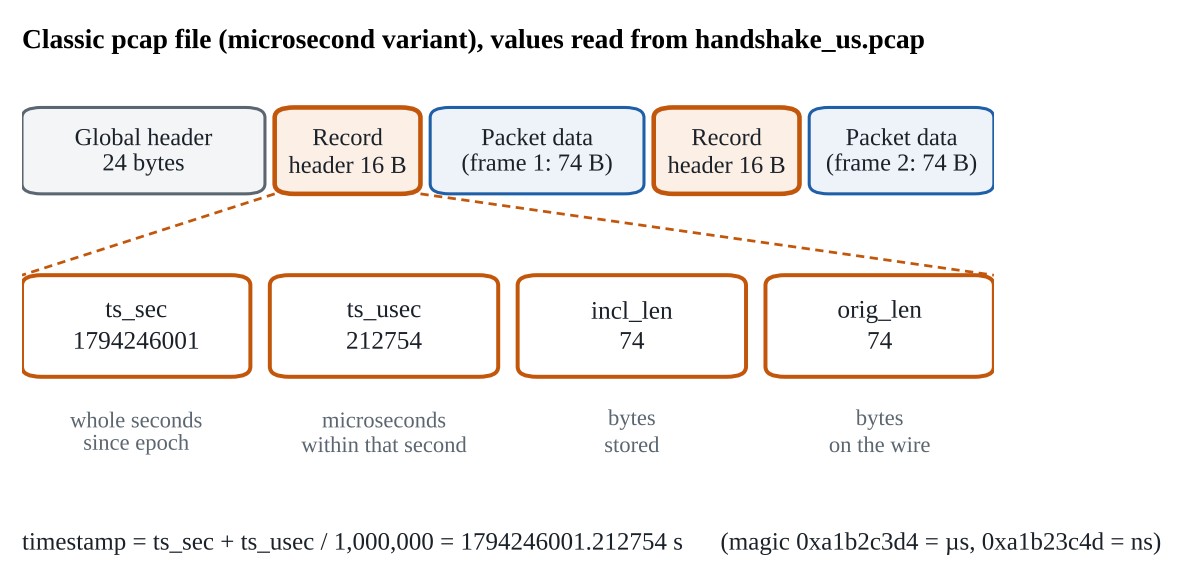 Classic pcap file (microsecond variant), values read from handshake_us.pcap
Global header
24 bytes
Record
header 16 B
Packet data
(frame 1: 74 B)
Record
header 16 B
Packet data
(frame 2: 74 B)
ts_sec
1794246001
ts_usec
212754
incl_len
74
orig_len
74
whole seconds
since epoch
microseconds
within that second
bytes
stored
bytes
on the wire
timestamp = ts_sec + ts_usec / 1,000,000 = 1794246001.212754 s (magic 0xa1b2c3d4 = µs, 0xa1b23c4d = ns)